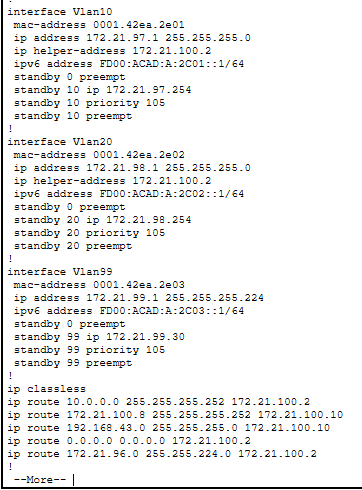 interface Vlan10
mac-address 0001.42ea.2e01
ip address 172.21.97.1 255.255.255.0
ip helper-address 172.21.100.2
ipv6 address FD00:ACAD:A:2C01::1/64
standby 0 preempt
standby 10 ip 172.21.97.254
standby 10 priority 105
standby 10 preempt
!
interface Vlan20
mac-address 0001.42ea.2e02
ip address 172.21.98.1 255.255.255.0
ip helper-address 172.21.100.2
ipv6 address FD00:ACAD:A:2C02::1/64
standby 0 preempt
standby 20 ip 172.21.98.254
standby 20 priority 105
standby 20 preempt
!
interface Vlan99
mac-address 0001.42ea.2e03
ip address 172.21.99.1 255.255.255.224
ipv6 address FD00:ACAD:A:2C03::1/64
standby 0 preempt
standby 99 ip 172.21.99.30
standby 99 priority 105
standby 99 preempt
!
ip classless
ip route 10.0.0.0 255.255.255.252 172.21.100.2
ip route 172.21.100.8 255.255.255.252 172.21.100.10
ip route 192.168.43.0 255.255.255.0 172.21.100.10
ip route 0.0.0.0 0.0.0.0 172.21.100.2
ip route 172.21.96.0 255.255.224.0 172.21.100.2
!
--More--